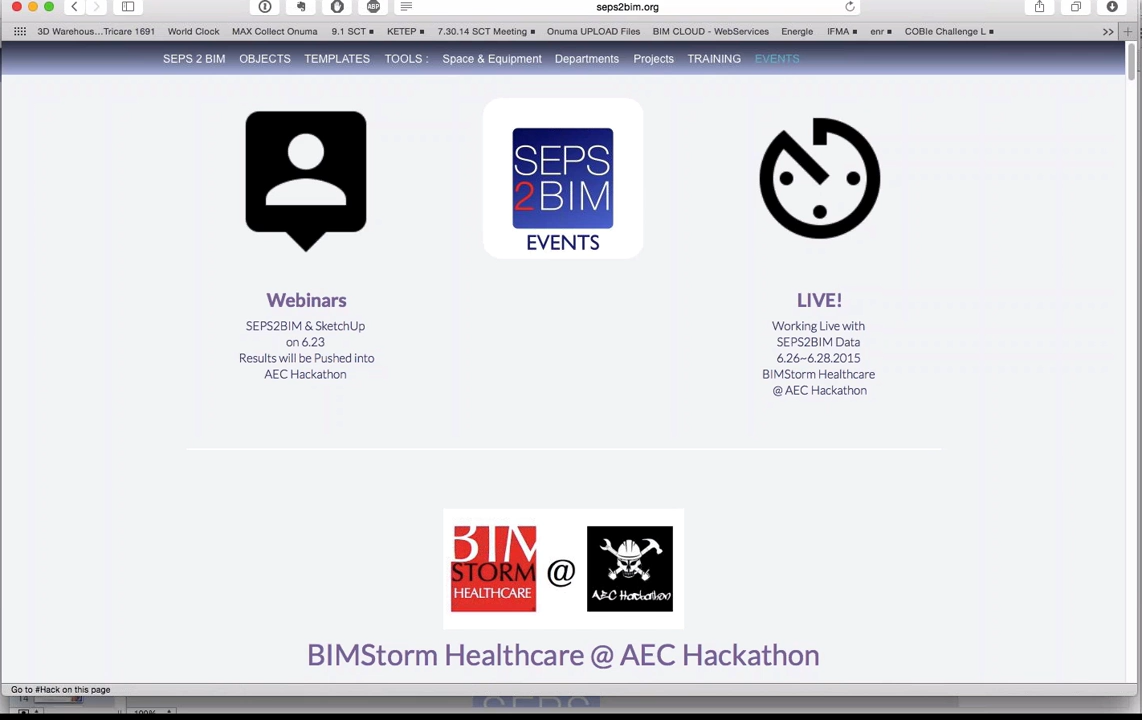 seps2bim.org
3D Warehous...Tricare 1691 World Clock MAX Collect Onuma 9.1 SCT KETEP 7.30.14 SCT Meeting Onuma UPLOAD Files BIM CLOUD - WebServices Energie IFMA enr COBIe Challenge L
SEPS 2 BIM OBJECTS TEMPLATES TOOLS : Space & Equipment Departments Projects TRAINING EVENTS
SEPS
2BIM
EVENTS
Webinars
SEPS2BIM & SketchUp
on 6.23
Results will be Pushed into
AEC Hackathon
LIVE!
Working Live with
SEPS2BIM Data
6.26~6.28.2015
BIMStorm Healthcare
@ AEC Hackathon
BIM
STORM
HEALTHCARE
@
AEC Hackathon
BIMStorm Healthcare @ AEC Hackathon
Go to #Hack on this page